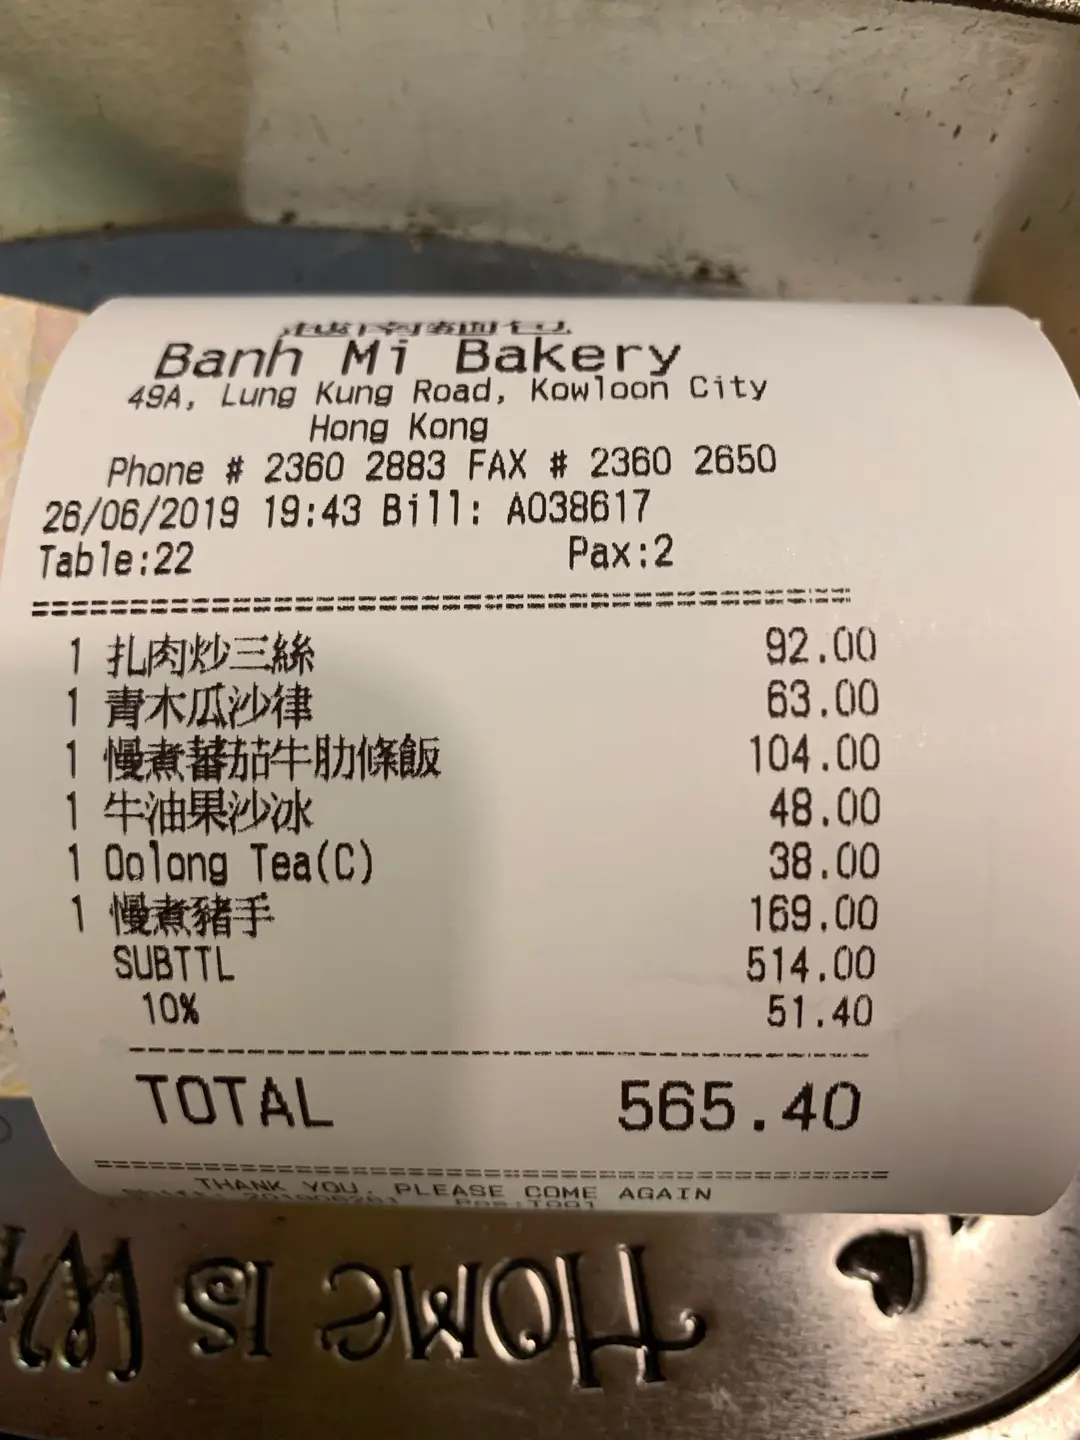 越南麵包
Banh Mi Bakery
49A, Lung Kung Road, Kowloon City
Hong Kong
Phone # 2360 2883 FAX # 2360 2650
26/06/2019 19:43 Bill: A038617
Table:22 Pax:2
1 扎肉炒三絲 92.00
1 青木瓜沙律 63.00
1 慢煮蕃茄牛肋條飯 104.00
1 牛油果沙冰 48.00
1 Oolong Tea(C) 38.00
1 慢煮豬手 169.00
SUBTTL 514.00
10% 51.40
TOTAL 565.40
THANK YOU, PLEASE COME AGAIN
HOME IS